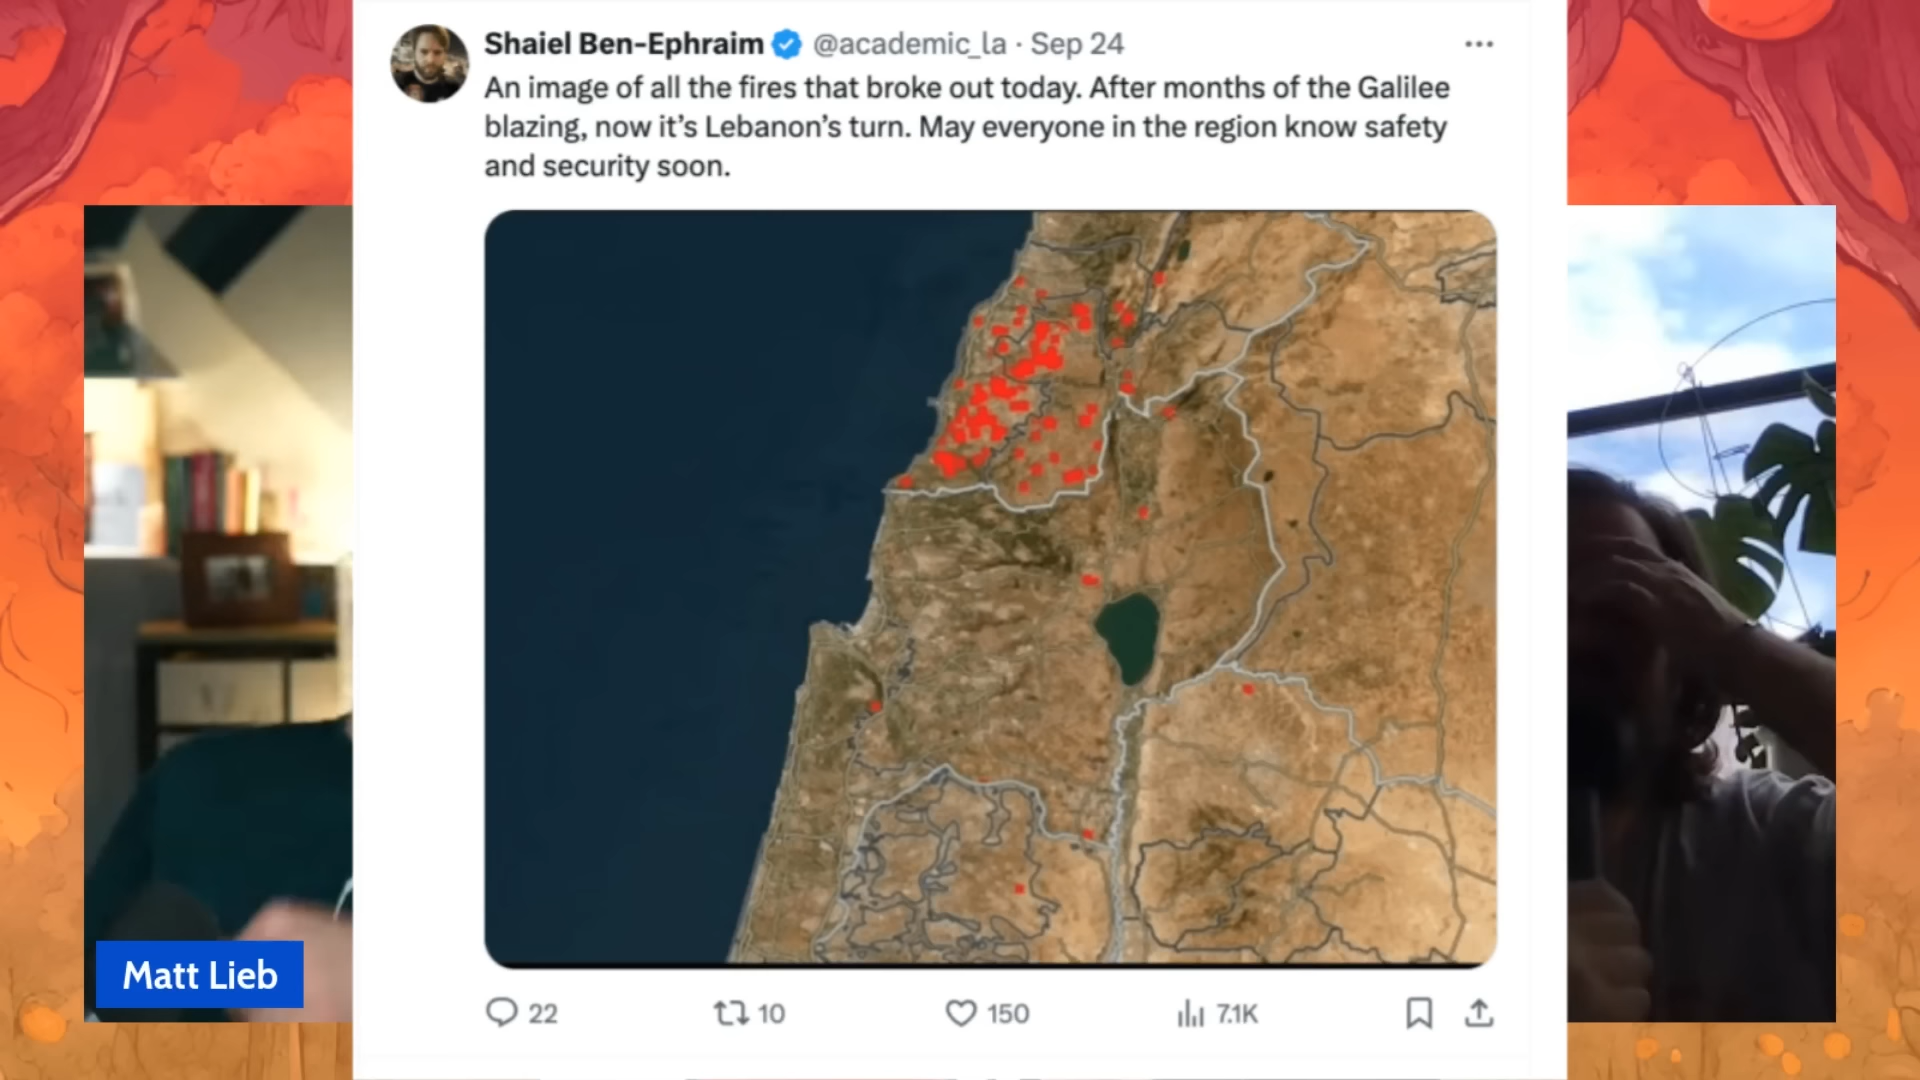 Shaiel Ben-Ephraim @academic_la · Sep 24
An image of all the fires that broke out today. After months of the Galilee
blazing, now it's Lebanon's turn. May everyone in the region know safety
and security soon.
22 10 150 7.1K
Matt Lieb